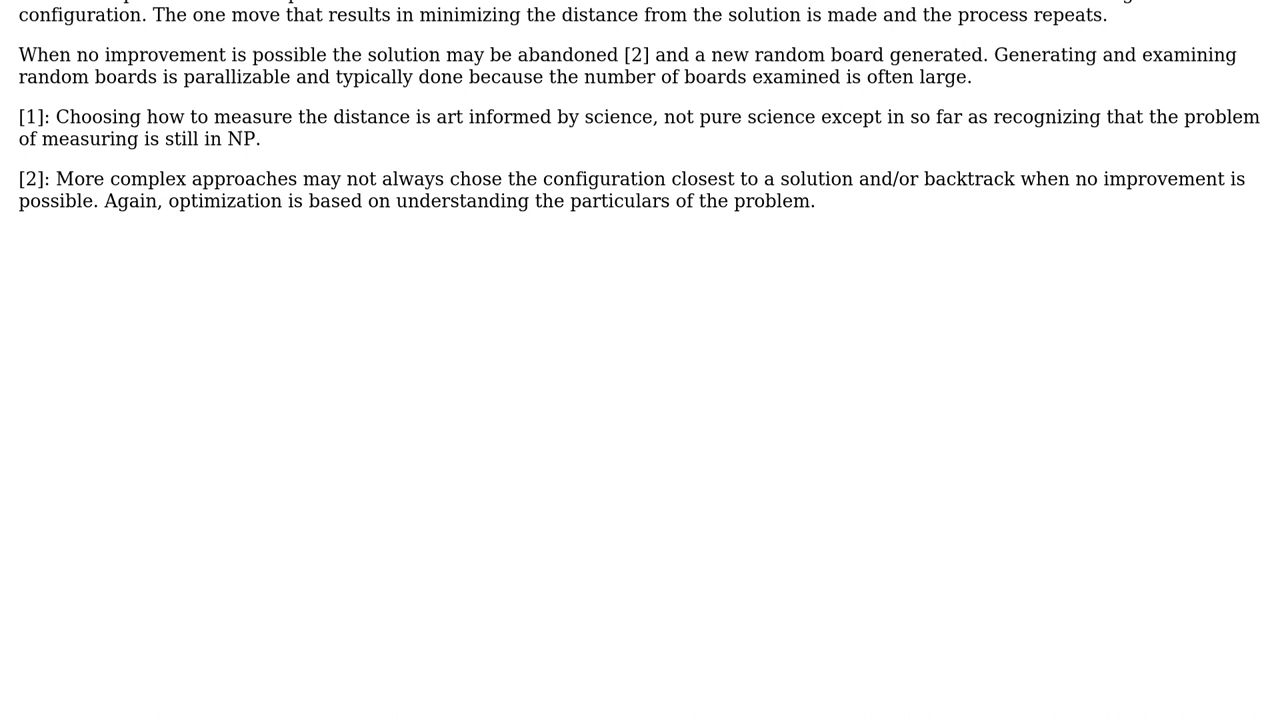 configuration. The one move that results in minimizing the distance from the solution is made and the process repeats.
When no improvement is possible the solution may be abandoned [2] and a new random board generated. Generating and examining
random boards is parallizable and typically done because the number of boards examined is often large.
[1]: Choosing how to measure the distance is art informed by science, not pure science except in so far as recognizing that the problem
of measuring is still in NP.
[2]: More complex approaches may not always chose the configuration closest to a solution and/or backtrack when no improvement is
possible. Again, optimization is based on understanding the particulars of the problem.